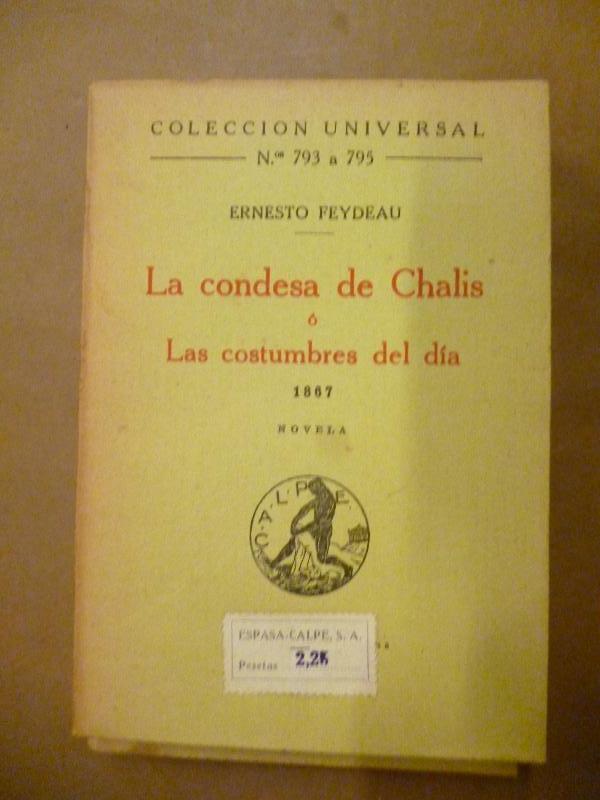 COLECCION UNIVERSAL
N.os 793 a 795
ERNESTO FEYDEAU
La condesa de Chalis
ó
Las costumbres del día
1867
NOVELA
CALPE
ESPASA-CALPE, S. A.
Pesetas 2,25